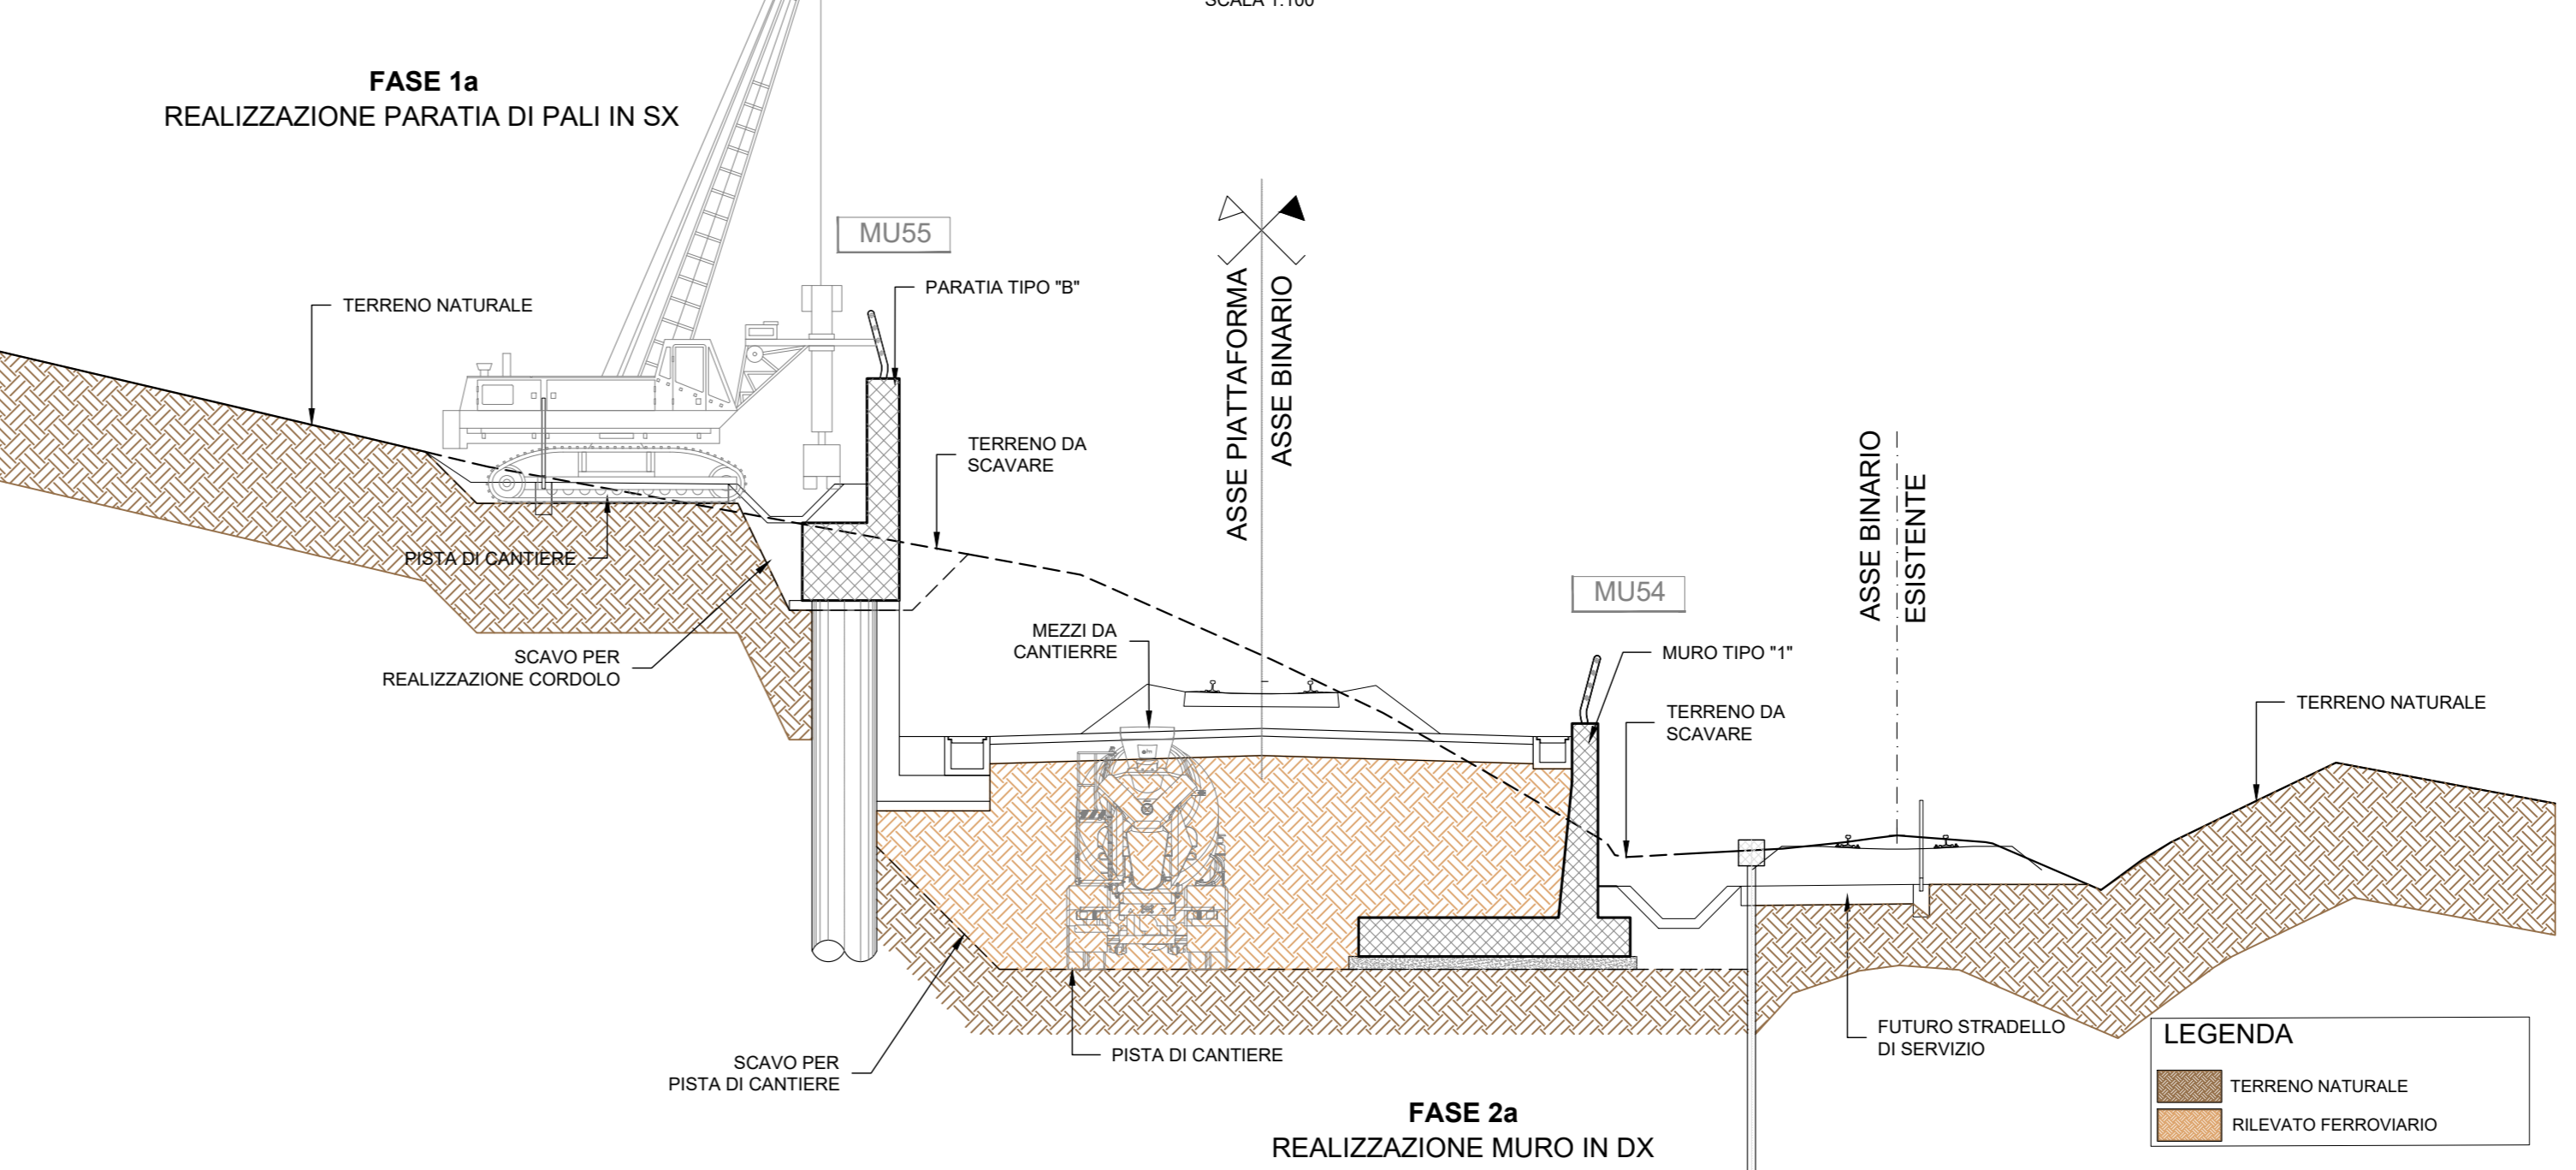 SCALA 1:100
FASE 1a
REALIZZAZIONE PARATIA DI PALI IN SX
MU55
PARATIA TIPO "B"
TERRENO NATURALE
TERRENO DA
SCAVARE
ASSE PIATTAFORMA
ASSE BINARIO
ASSE BINARIO
ESISTENTE
PISTA DI CANTIERE
MU54
MEZZI DA
CANTIERRE
SCAVO PER
REALIZZAZIONE CORDOLO
MURO TIPO "1"
TERRENO DA
SCAVARE
TERRENO NATURALE
SCAVO PER
PISTA DI CANTIERE
PISTA DI CANTIERE
FUTURO STRADELLO
DI SERVIZIO
FASE 2a
REALIZZAZIONE MURO IN DX
LEGENDA
TERRENO NATURALE
RILEVATO FERROVIARIO